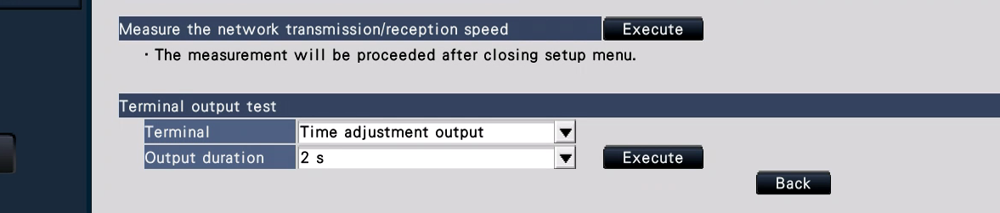 Measure the network transmission/reception speed Execute
· The measurement will be proceeded after closing setup menu.
Terminal output test
Terminal Time adjustment output
Output duration 2 s Execute
Back